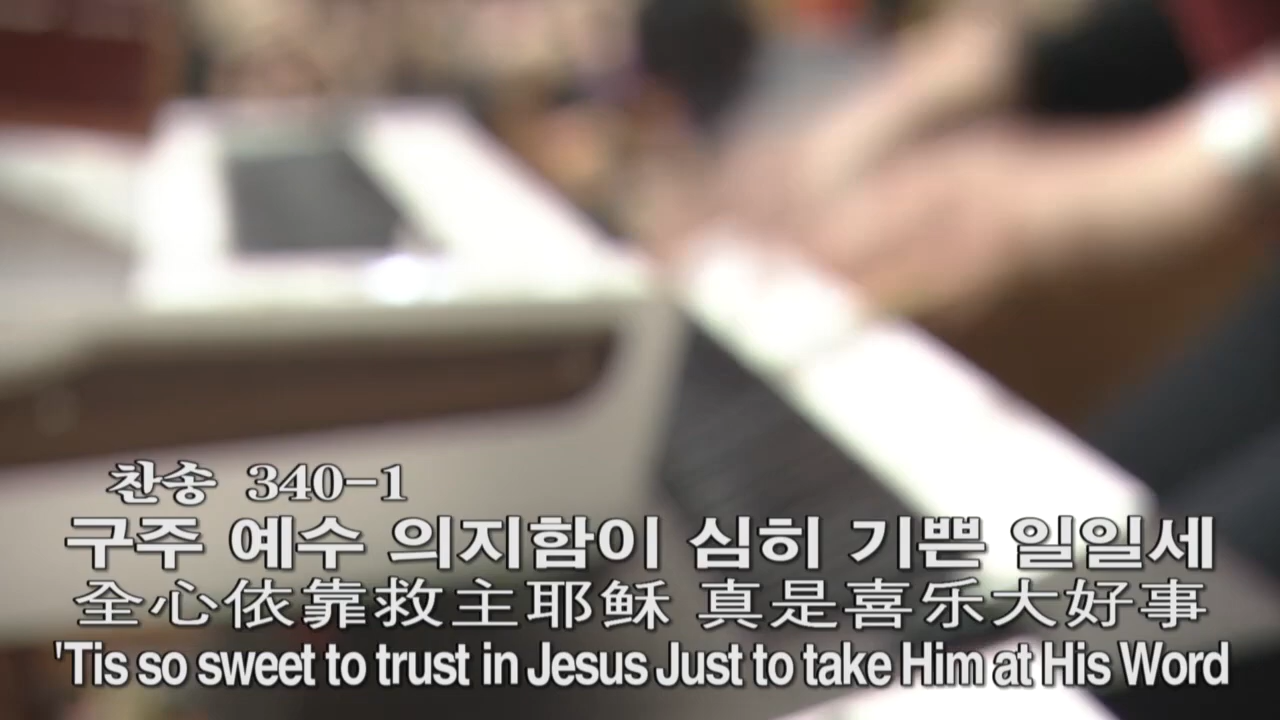 찬송 340-1
구주 예수 의지함이 심히 기쁜 일일세
全心依靠救主耶稣 真是喜乐大好事
'Tis so sweet to trust in Jesus Just to take Him at His Word